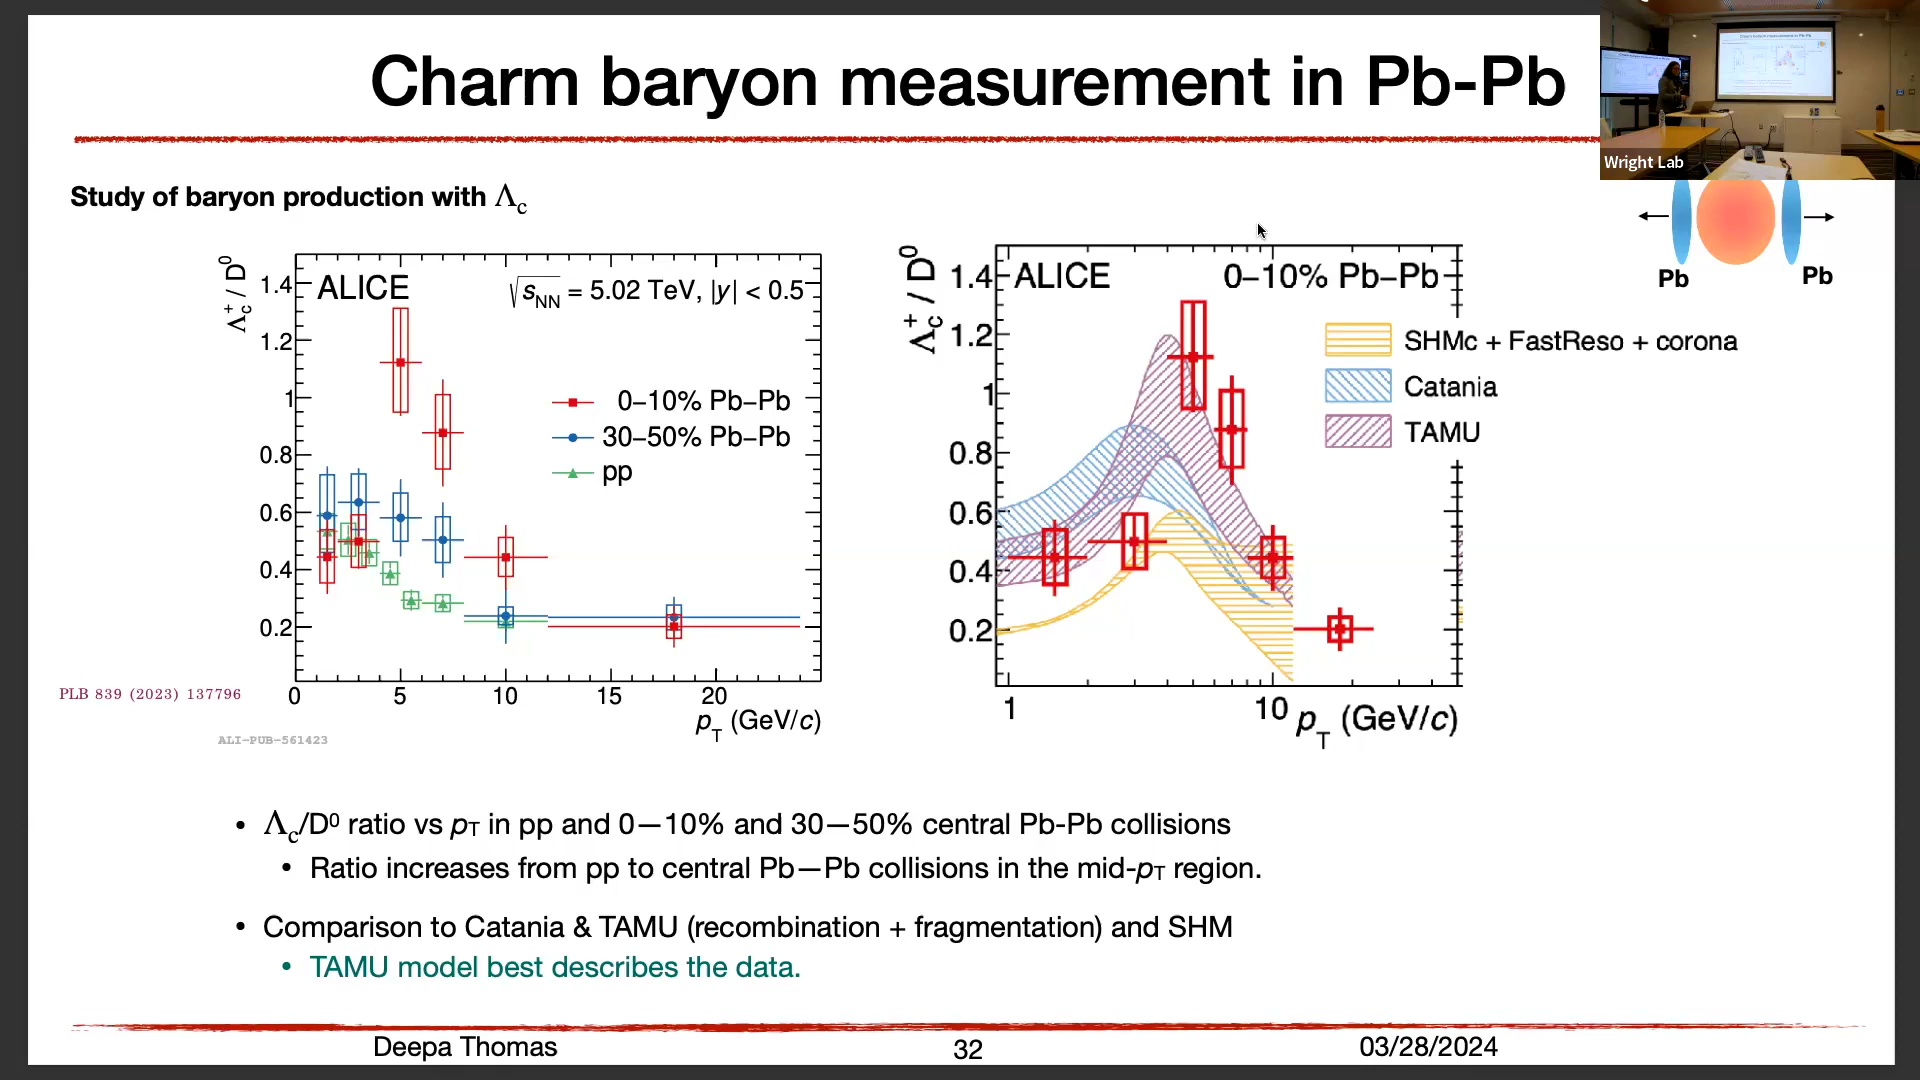 Charm baryon measurement in Pb-Pb
Wright Lab
Study of baryon production with Λc
Pb Pb
Λc+ / D0
ALICE
√sNN = 5.02 TeV, |y| < 0.5
0–10% Pb–Pb
30–50% Pb–Pb
pp
1.4
1.2
1
0.8
0.6
0.4
0.2
0 5 10 15 20
pT (GeV/c)
PLB 839 (2023) 137796
ALI-PUB-561423
Λc+ / D0
ALICE
0–10% Pb–Pb
SHMc + FastReso + corona
Catania
TAMU
1.4
1.2
1
0.8
0.6
0.4
0.2
1 10
pT (GeV/c)
• Λc/D0 ratio vs pT in pp and 0—10% and 30—50% central Pb-Pb collisions
• Ratio increases from pp to central Pb—Pb collisions in the mid-pT region.
• Comparison to Catania & TAMU (recombination + fragmentation) and SHM
• TAMU model best describes the data.
Deepa Thomas 32 03/28/2024